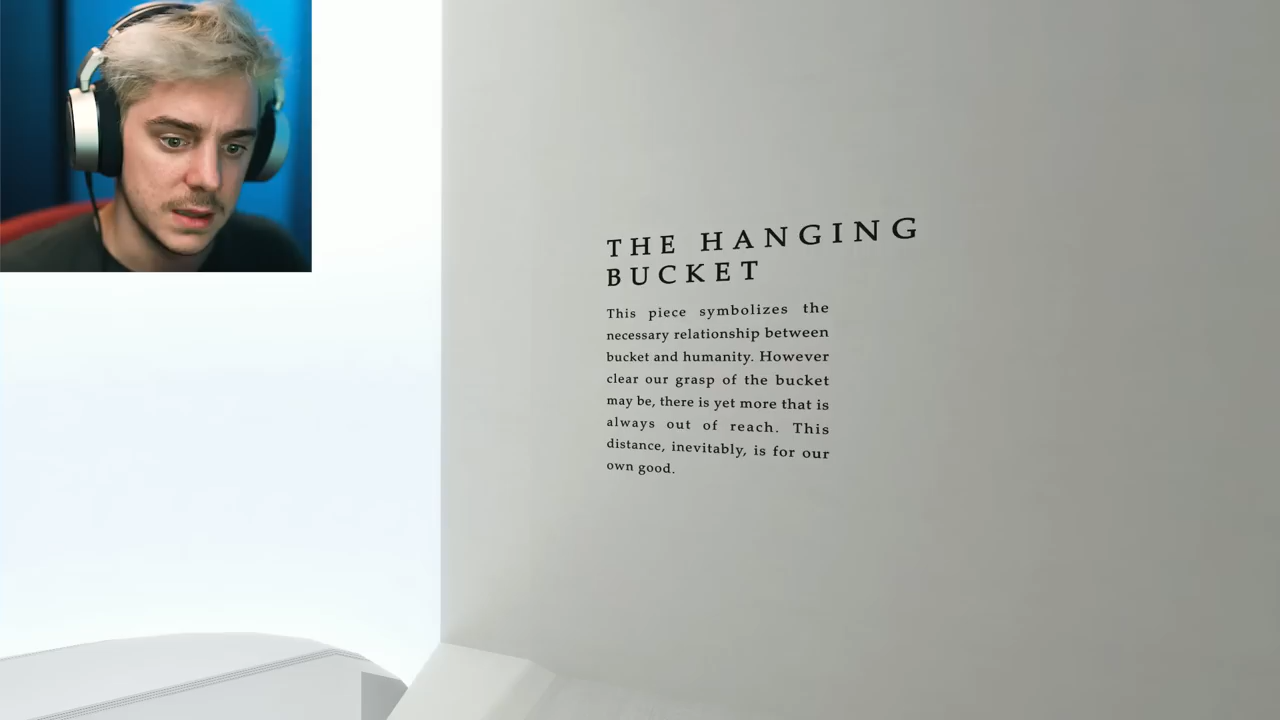 THE HANGING
BUCKET
This piece symbolizes the
necessary relationship between
bucket and humanity. However
clear our grasp of the bucket
may be, there is yet more that is
always out of reach. This
distance, inevitably, is for our
own good.